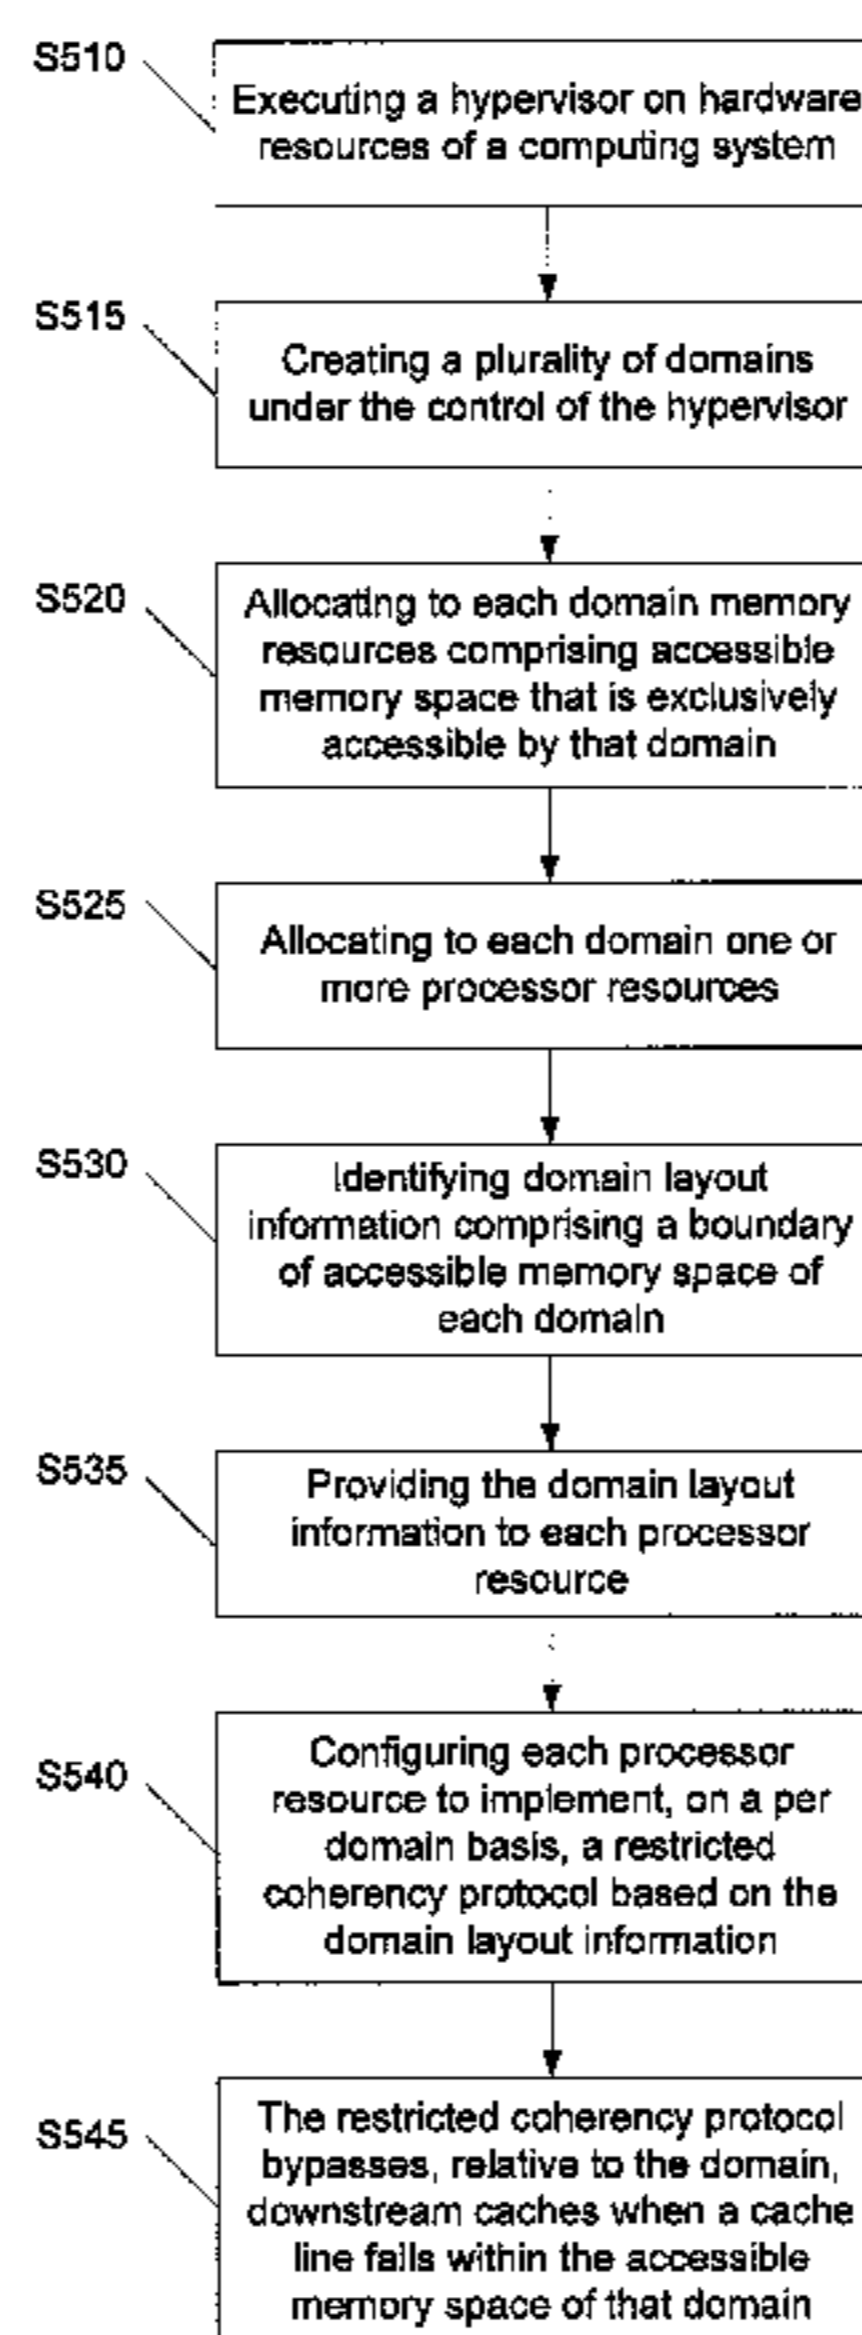 S510
Executing a hypervisor on hardware
resources of a computing system
S515
Creating a plurality of domains
under the control of the hypervisor
S520
Allocating to each domain memory
resources comprising accessible
memory space that is exclusively
accessible by that domain
S525
Allocating to each domain one or
more processor resources
S530
Identifying domain layout
information comprising a boundary
of accessible memory space of
each domain
S535
Providing the domain layout
information to each processor
resource
S540
Configuring each processor
resource to implement, on a per
domain basis, a restricted
coherency protocol based on the
domain layout information
S545
The restricted coherency protocol
bypasses, relative to the domain,
downstream caches when a cache
line falls within the accessible
memory space of that domain